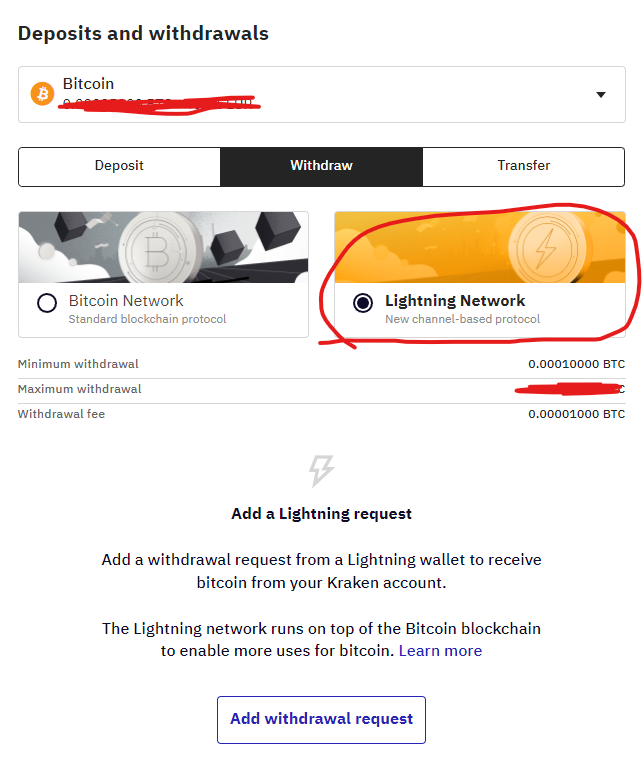 Deposits and withdrawals
Bitcoin
Deposit
Withdraw
Transfer
Bitcoin Network
Standard blockchain protocol
Lightning Network
New channel-based protocol
Minimum withdrawal 0.00010000 BTC
Maximum withdrawal
Withdrawal fee 0.00001000 BTC
Add a Lightning request
Add a withdrawal request from a Lightning wallet to receive
bitcoin from your Kraken account.
The Lightning network runs on top of the Bitcoin blockchain
to enable more uses for bitcoin. Learn more
Add withdrawal request